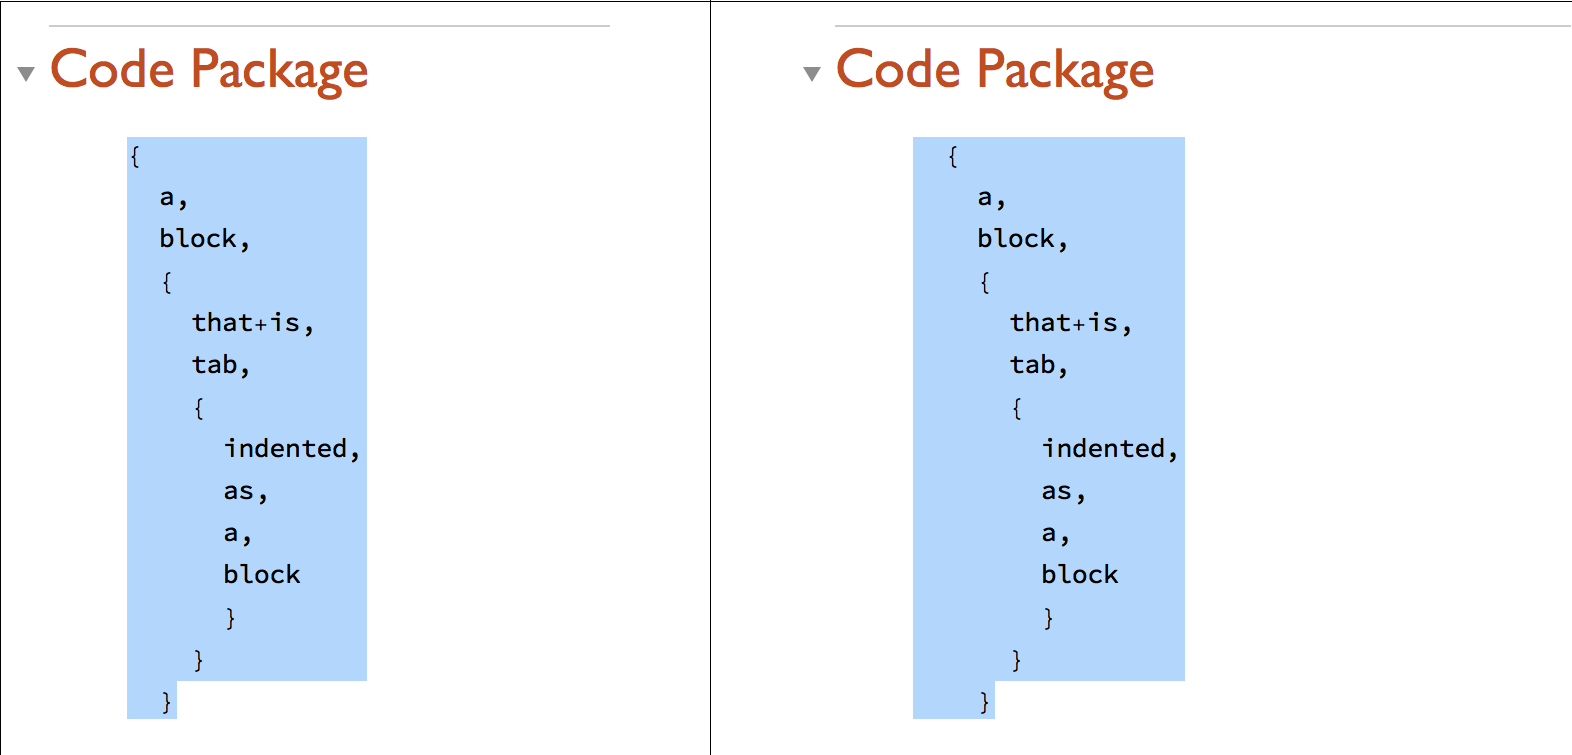 Code Package
{
  a,
  block,
  {
    that+is,
    tab,
    {
      indented,
      as,
      a,
      block
      }
    }
  }
Code Package
  {
    a,
    block,
    {
      that+is,
      tab,
      {
        indented,
        as,
        a,
        block
        }
      }
    }